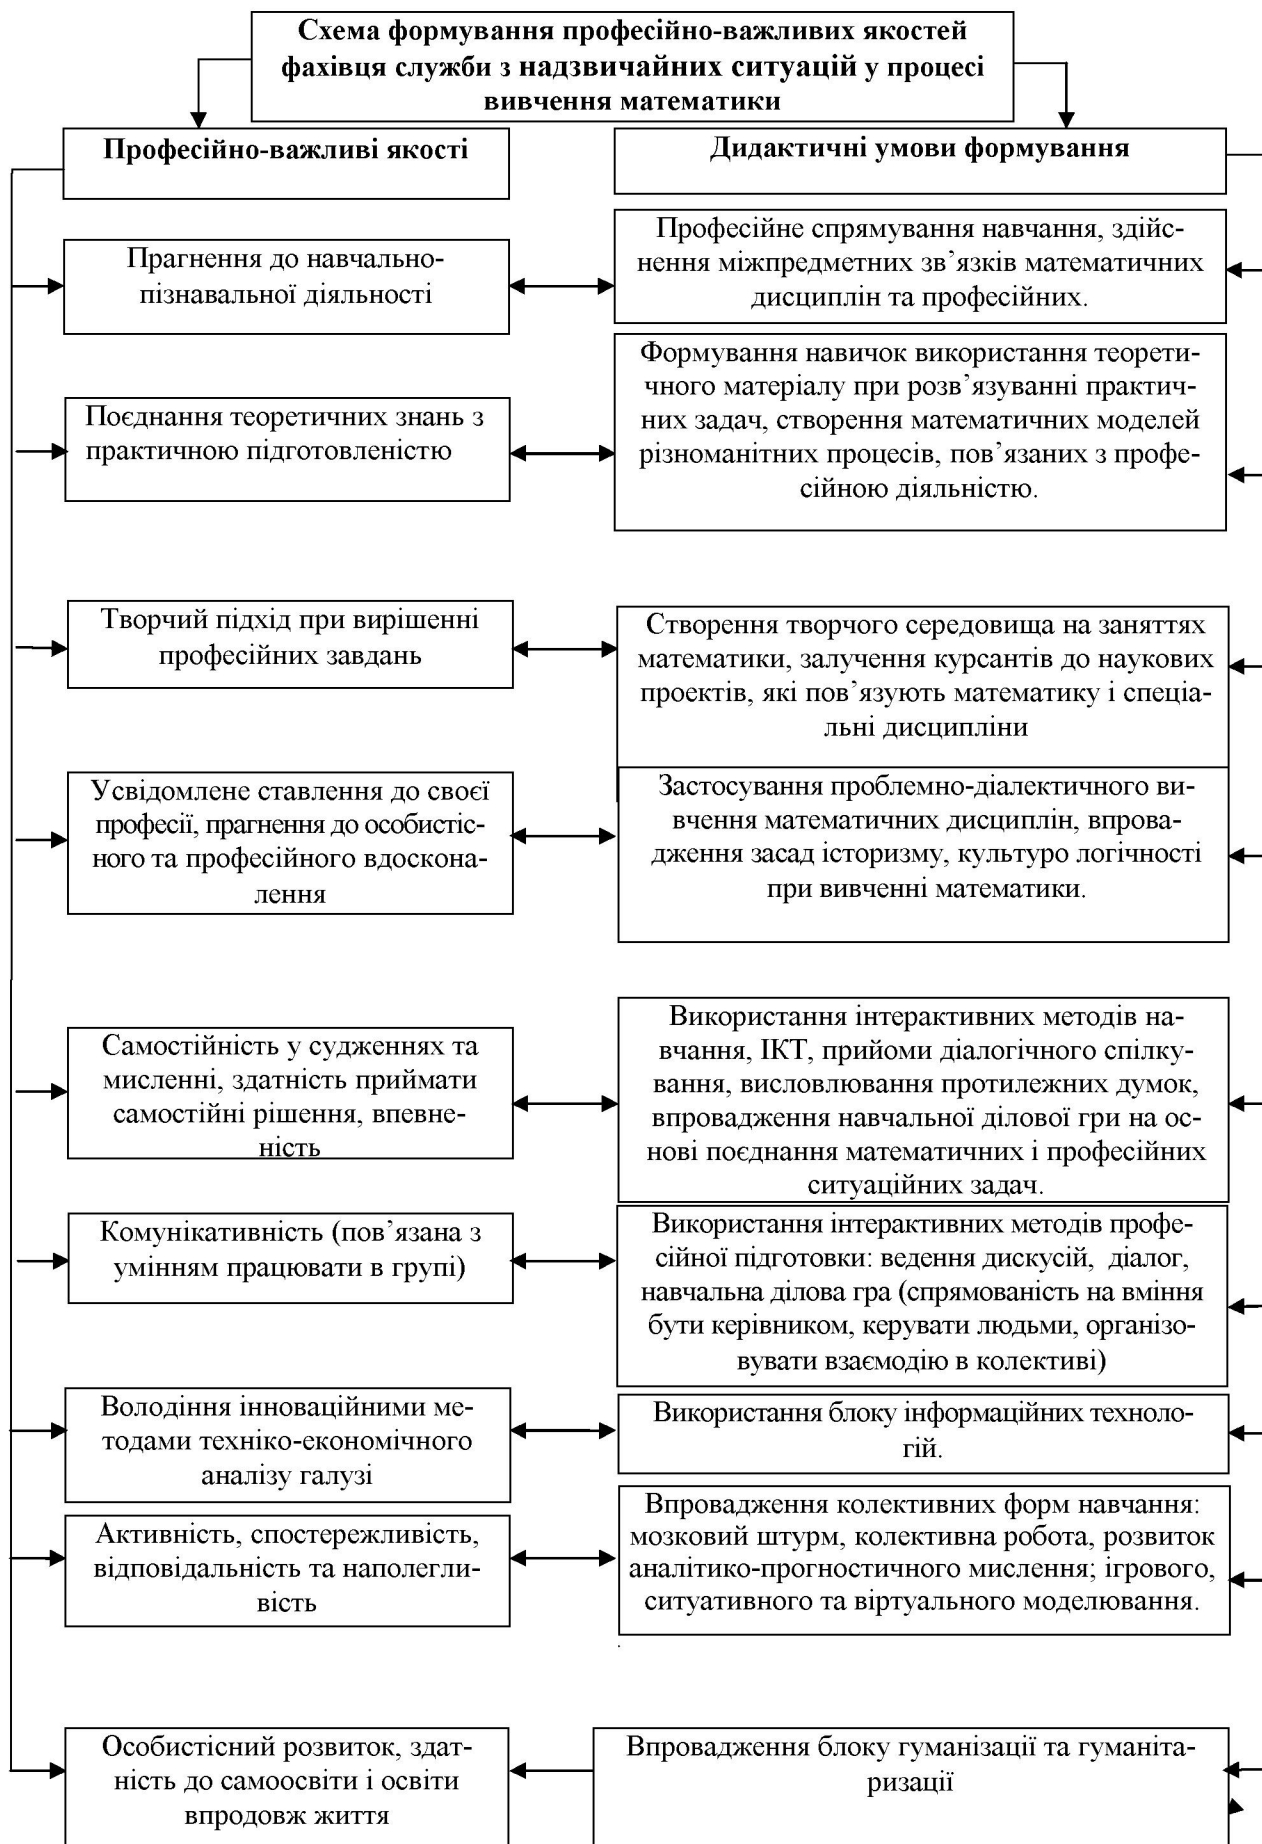 Схема формування професійно-важливих якостей
фахівця служби з надзвичайних ситуацій у процесі
вивчення математики
Професійно-важливі якості
Дидактичні умови формування
Прагнення до навчально-
пізнавальної діяльності
Професійне спрямування навчання, здійс-
нення міжпредметних зв’язків математичних
дисциплін та професійних.
Поєднання теоретичних знань з
практичною підготовленістю
Формування навичок використання теорети-
чного матеріалу при розв’язуванні практич-
них задач, створення математичних моделей
різноманітних процесів, пов’язаних з профе-
сійною діяльністю.
Творчий підхід при вирішенні
професійних завдань
Створення творчого середовища на заняттях
математики, залучення курсантів до наукових
проектів, які пов’язують математику і спеціа-
льні дисципліни
Усвідомлене ставлення до своєї
професії, прагнення до особистіс-
ного та професійного вдоскона-
лення
Застосування проблемно-діалектичного ви-
вчення математичних дисциплін, впрова-
дження засад історизму, культуро логічності
при вивченні математики.
Самостійність у судженнях та
мисленні, здатність приймати
самостійні рішення, впевне-
ність
Використання інтерактивних методів на-
вчання, ІКТ, прийоми діалогічного спілку-
вання, висловлювання протилежних думок,
впровадження навчальної ділової гри на ос-
нові поєднання математичних і професійних
ситуаційних задач.
Комунікативність (пов’язана з
умінням працювати в групі)
Використання інтерактивних методів профе-
сійної підготовки: ведення дискусій, діалог,
навчальна ділова гра (спрямованість на вміння
бути керівником, керувати людьми, організо-
вувати взаємодію в колективі)
Володіння інноваційними ме-
тодами техніко-економічного
аналізу галузі
Використання блоку інформаційних техноло-
гій.
Активність, спостережливість,
відповідальність та наполегли-
вість
Впровадження колективних форм навчання:
мозковий штурм, колективна робота, розвиток
аналітико-прогностичного мислення; ігрового,
ситуативного та віртуального моделювання.
Особистісний розвиток, здат-
ність до самоосвіти і освіти
впродовж життя
Впровадження блоку гуманізації та гуманіта-
ризації